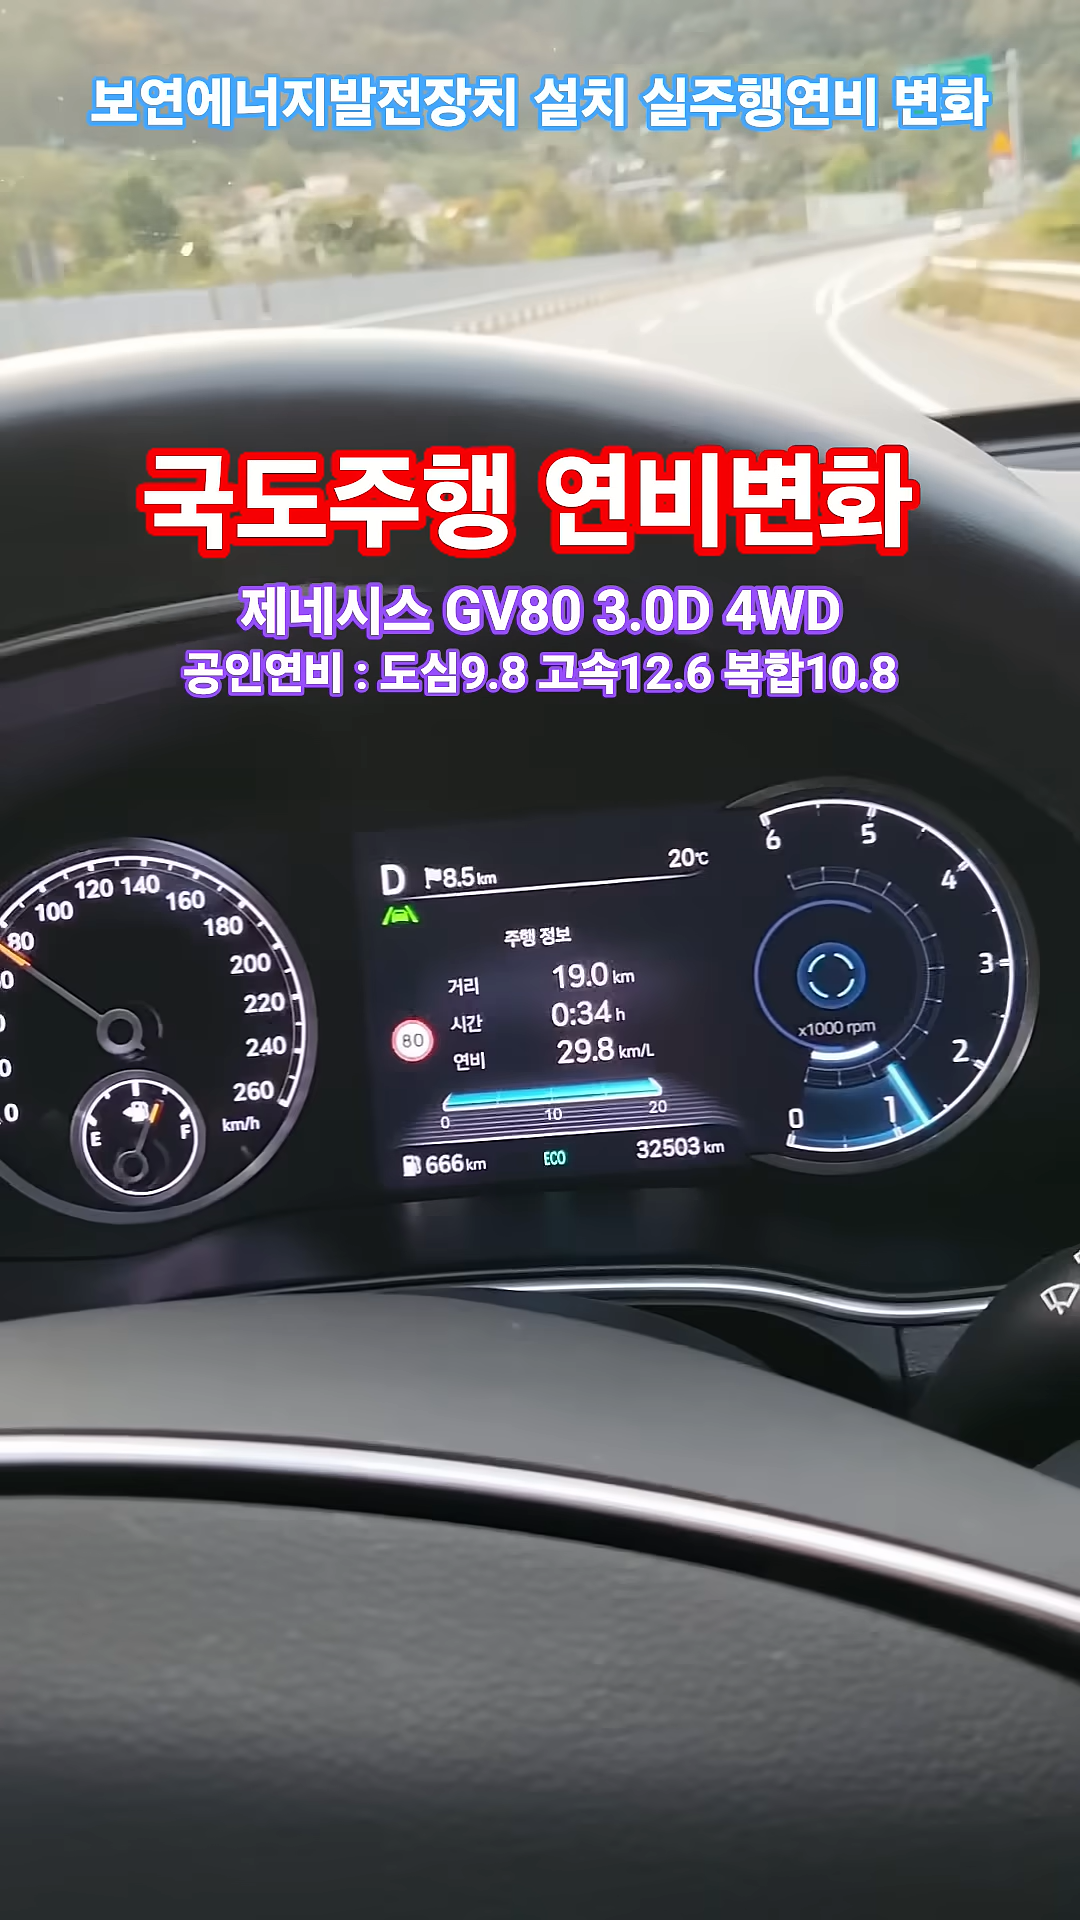 보연에너지발전장치 설치 실주행연비 변화
국도주행 연비변화
제네시스 GV80 3.0D 4WD
공인연비 : 도심9.8 고속12.6 복합10.8
80 100 120 140 160 180 200 220 240 260
km/h
0
E F
D 8.5 km 20℃
주행 정보
거리 19.0 km
시간 0:34 h
연비 29.8 km/L
80
0 10 20
666 km ECO 32503 km
6 5 4 3 2 1 0
x1000 rpm